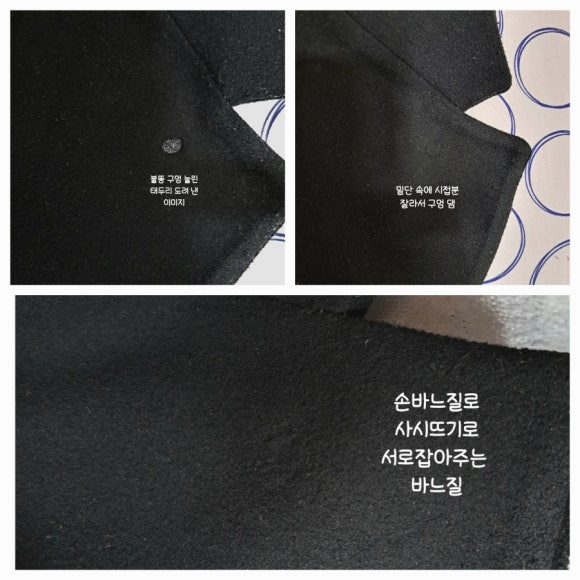 불똥 구멍 눌린
태두리 도려 낸
이미지
밑단 속에 시접분
잘라서 구멍 댐
손바느질로
사시뜨기로
서로잡아주는
바느질